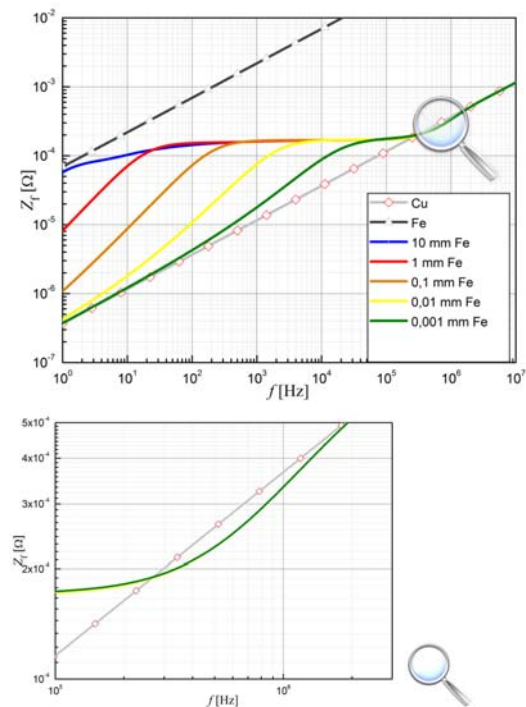 10⁻²
10⁻³
10⁻⁴
10⁻⁵
10⁻⁶
10⁻⁷
Z_f [Ω]
Cu
Fe
10 mm Fe
1 mm Fe
0,1 mm Fe
0,01 mm Fe
0,001 mm Fe
10⁰ 10¹ 10² 10³ 10⁴ 10⁵ 10⁶ 10⁷
f [Hz]
5x10⁻⁴
4x10⁻⁴
3x10⁻⁴
2x10⁻⁴
10⁻⁴
Z_f [Ω]
10⁵ 10⁶
f [Hz]